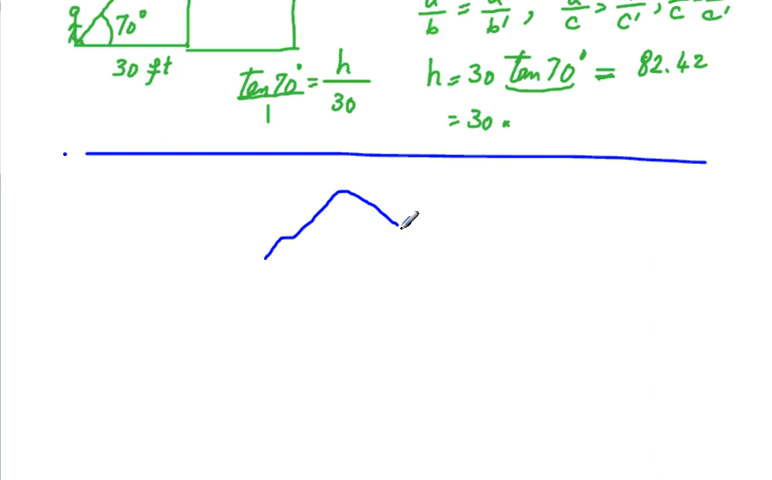 a/b = a'/b', a/c = a'/c',
70°
30 ft
Tan 70°/1 = h/30
h = 30 Tan 70° = 82.42
= 30 ×